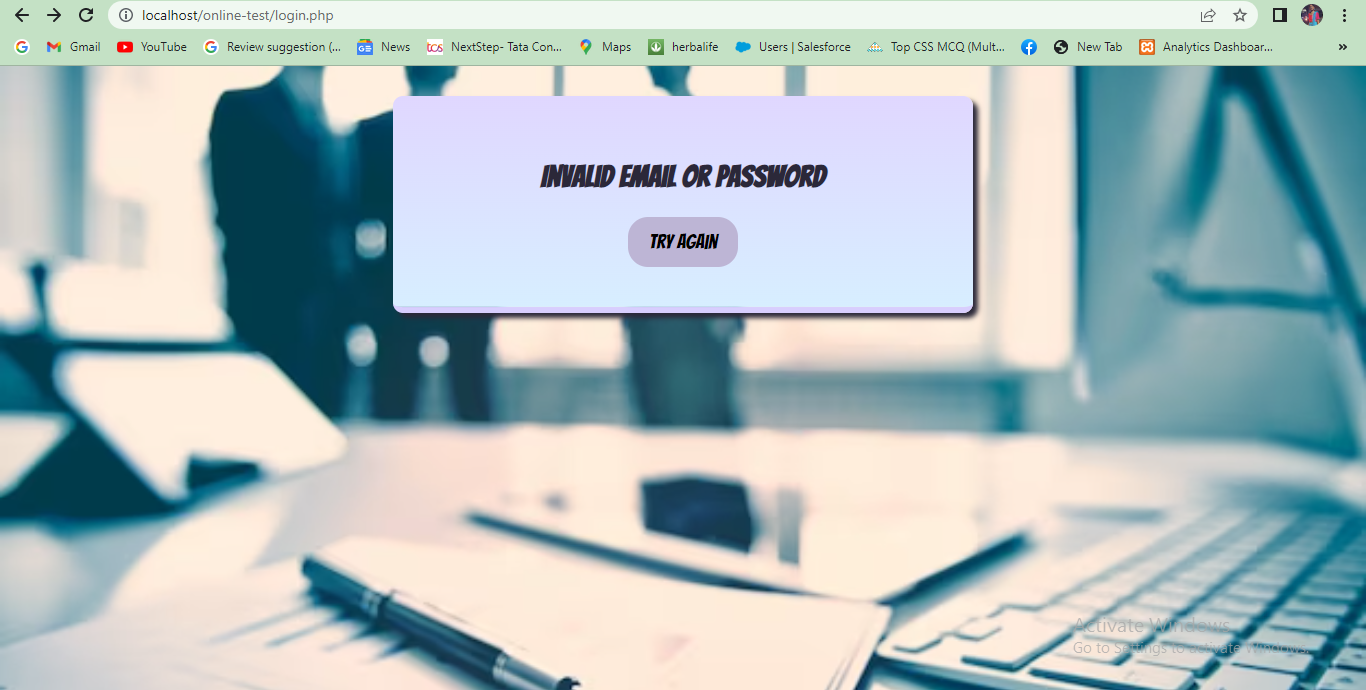 localhost/online-test/login.php
Gmail YouTube Review suggestion (... News TCS NextStep- Tata Con... Maps herbalife Users | Salesforce Top CSS MCQ (Mult... New Tab Analytics Dashboar... »
INVALID EMAIL OR PASSWORD
TRY AGAIN
Activate Windows
Go to Settings to activate Windows.